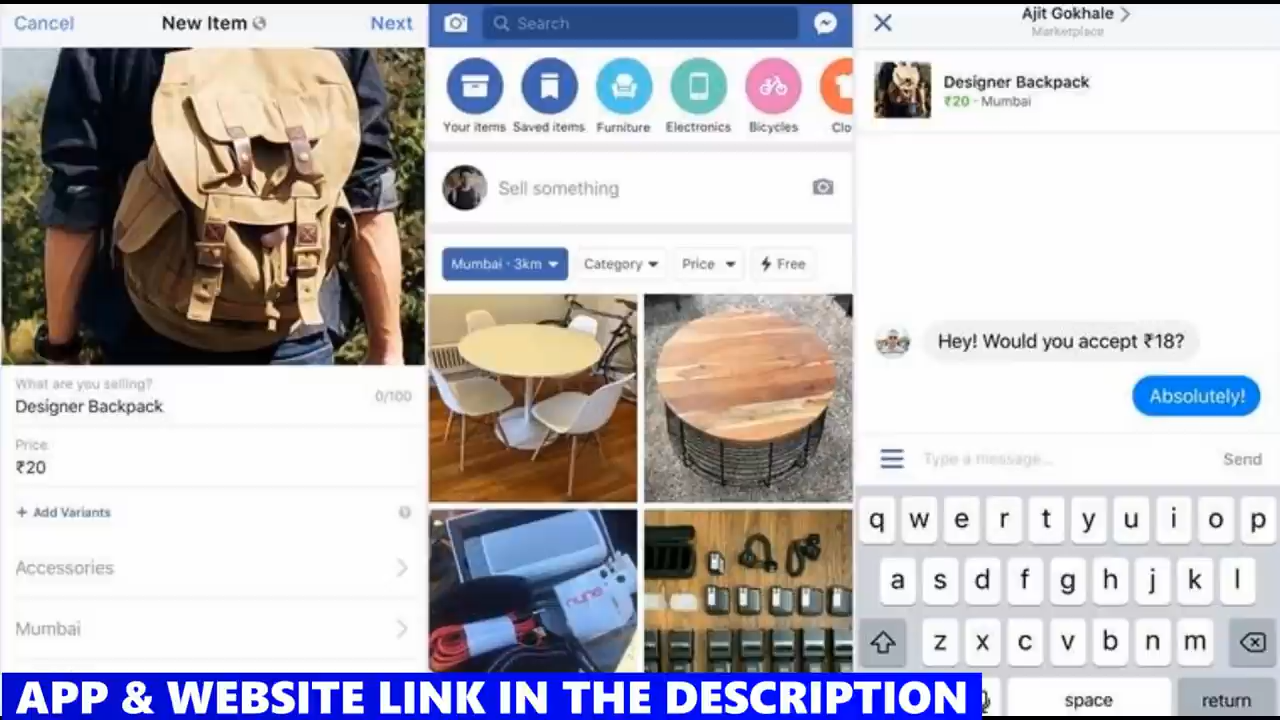 Cancel
New Item
Next
What are you selling?
Designer Backpack
0/100
Price
₹20
+ Add Variants
Accessories
Mumbai
Search
Your items
Saved items
Furniture
Electronics
Bicycles
Clo
Sell something
Mumbai · 3km
Category
Price
Free
nyne
Ajit Gokhale
Marketplace
Designer Backpack
₹20 · Mumbai
Hey! Would you accept ₹18?
Absolutely!
Type a message...
Send
q w e r t y u i o p
a s d f g h j k l
z x c v b n m
space
return
APP & WEBSITE LINK IN THE DESCRIPTION